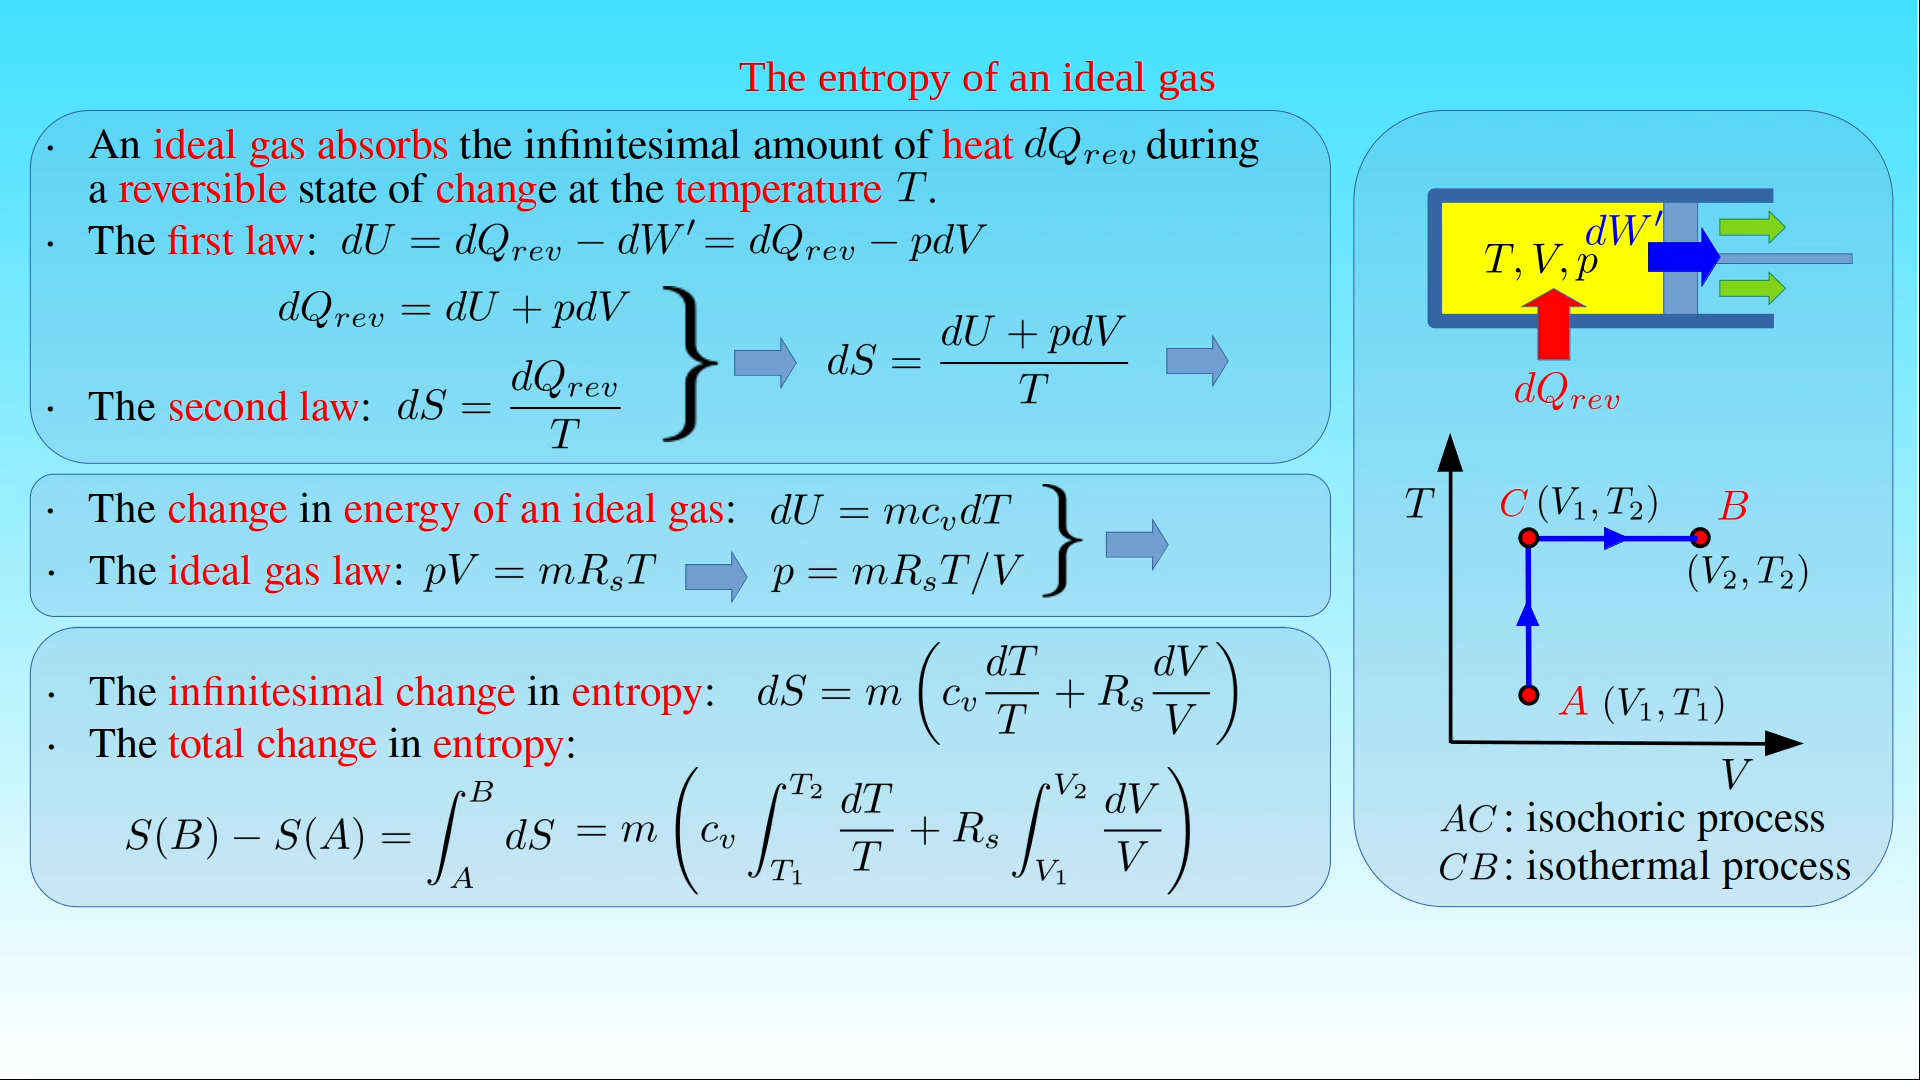 The entropy of an ideal gas
· An ideal gas absorbs the infinitesimal amount of heat dQ_rev during
a reversible state of change at the temperature T.
· The first law: dU = dQ_rev − dW′ = dQ_rev − pdV
dQ_rev = dU + pdV
· The second law: dS = dQ_rev / T
dS = (dU + pdV) / T
· The change in energy of an ideal gas: dU = mc_v dT
· The ideal gas law: pV = mR_sT p = mR_sT/V
· The infinitesimal change in entropy: dS = m (c_v dT/T + R_s dV/V)
· The total change in entropy:
S(B) − S(A) = ∫_A^B dS = m (c_v ∫_{T_1}^{T_2} dT/T + R_s ∫_{V_1}^{V_2} dV/V)
dW′
T, V, p
dQ_rev
T
C (V_1, T_2) B
(V_2, T_2)
A (V_1, T_1)
V
AC: isochoric process
CB: isothermal process